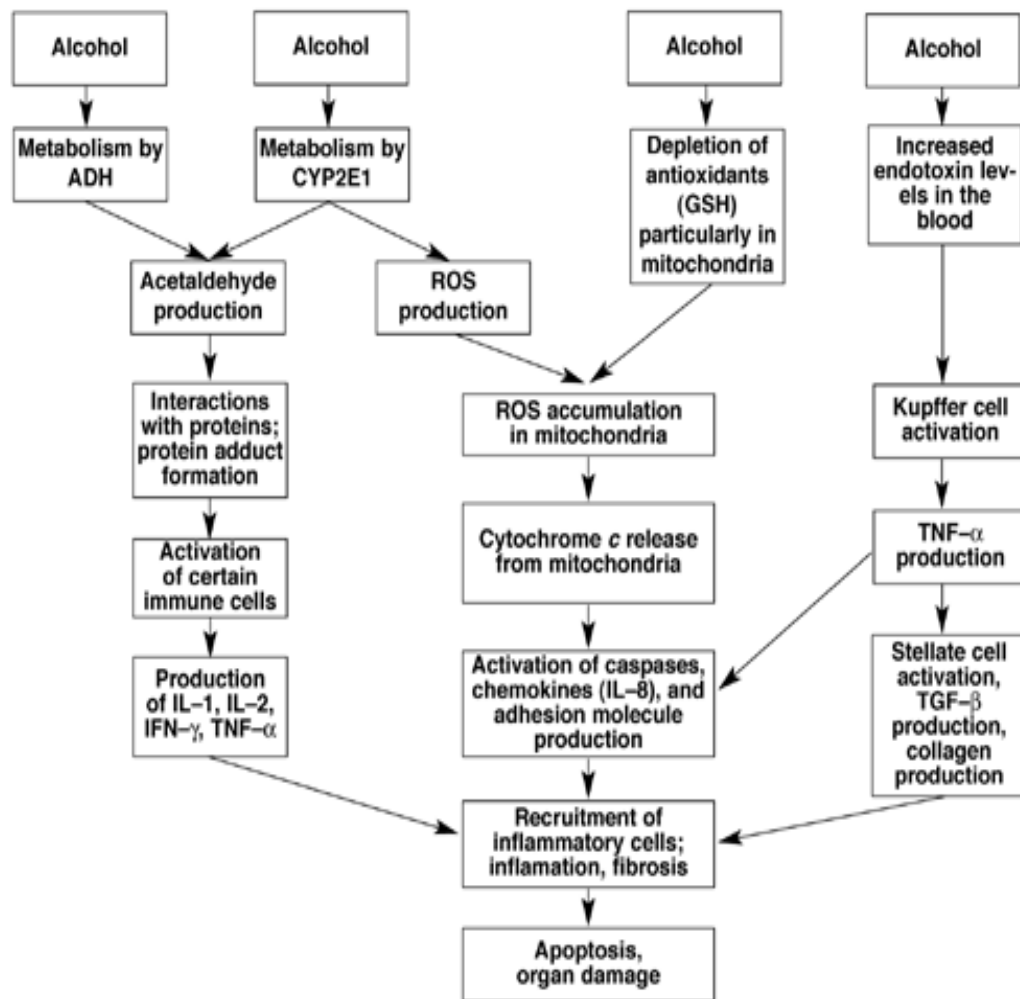 Alcohol
Alcohol
Alcohol
Alcohol
Metabolism by
ADH
Metabolism by
CYP2E1
Depletion of
antioxidants
(GSH)
particularly in
mitochondria
Increased
endotoxin lev-
els in the
blood
Acetaldehyde
production
ROS
production
Interactions
with proteins;
protein adduct
formation
ROS accumulation
in mitochondria
Kupffer cell
activation
Activation
of certain
immune cells
Cytochrome c release
from mitochondria
TNF–α
production
Production
of IL–1, IL–2,
IFN–γ, TNF–α
Activation of caspases,
chemokines (IL–8), and
adhesion molecule
production
Stellate cell
activation,
TGF–β
production,
collagen
production
Recruitment of
inflammatory cells;
inflamation, fibrosis
Apoptosis,
organ damage